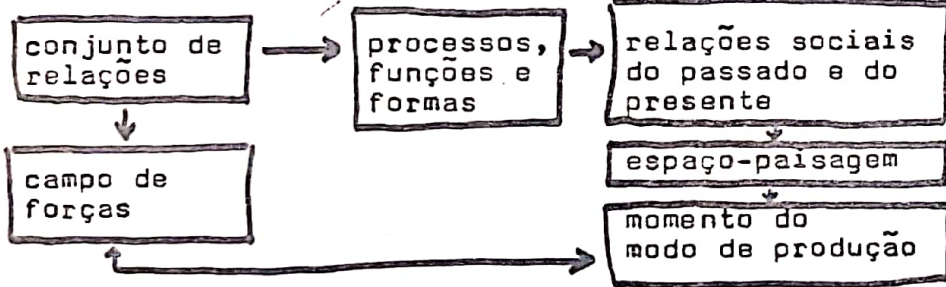 conjunto de
relações
processos,
funções e
formas
relações sociais
do passado e do
presente
campo de
forças
espaço-paisagem
momento do
modo de produção